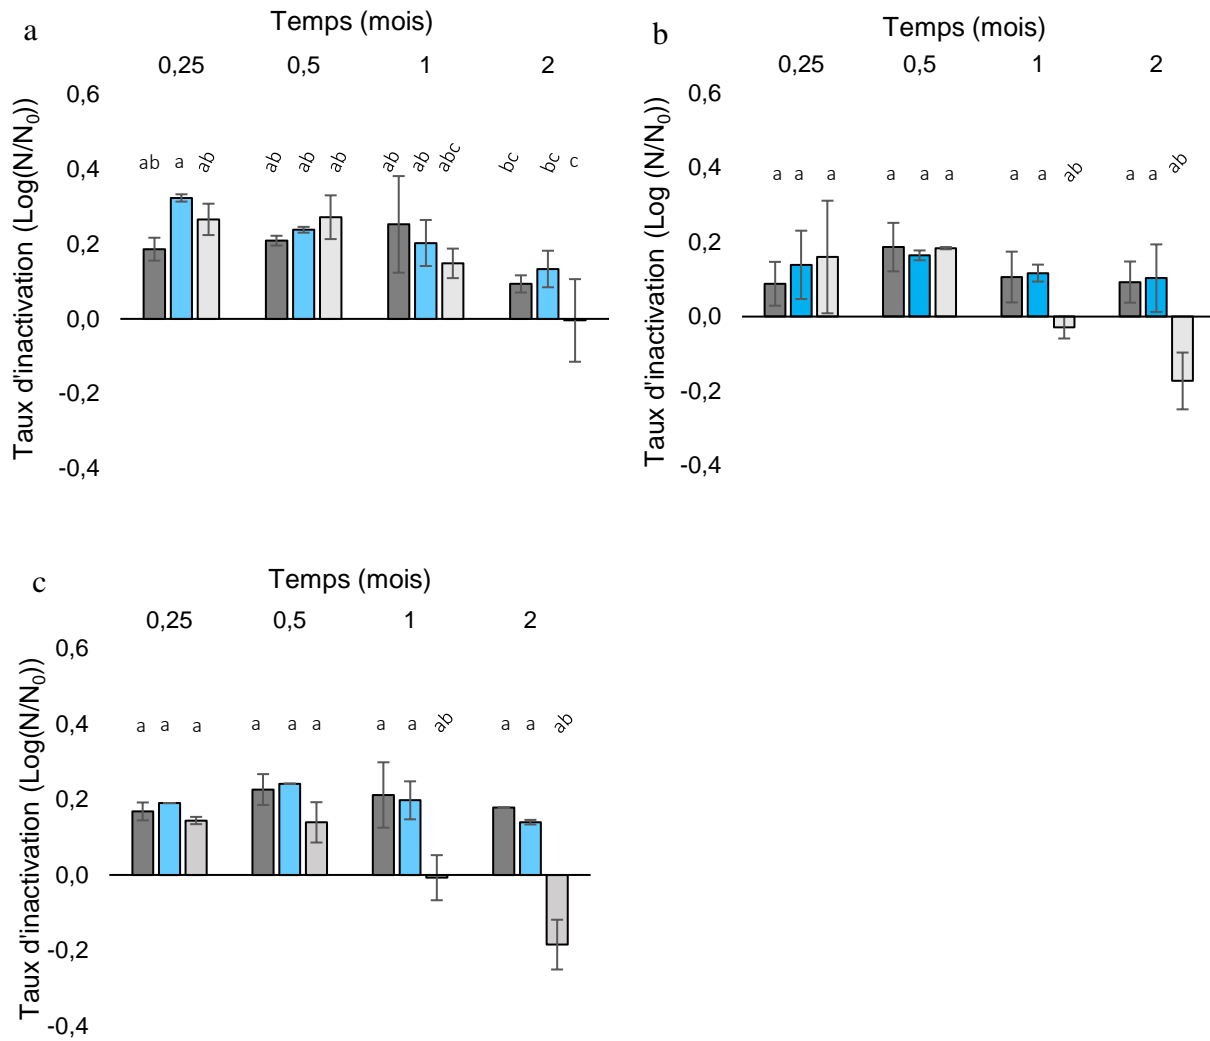 a
Temps (mois)
0,25 0,5 1 2
Taux d'inactivation (Log(N/N0))
0,6
0,4
0,2
0,0
-0,2
-0,4
ab a ab ab ab ab ab ab abc bc bc c
b
Temps (mois)
0,25 0,5 1 2
Taux d'inactivation (Log (N/N0))
0,6
0,4
0,2
0,0
-0,2
-0,4
a a a a a a a a ab a a ab
c
Temps (mois)
0,25 0,5 1 2
Taux d'inactivation (Log(N/N0))
0,6
0,4
0,2
0,0
-0,2
-0,4
a a a a a a a a ab a a ab